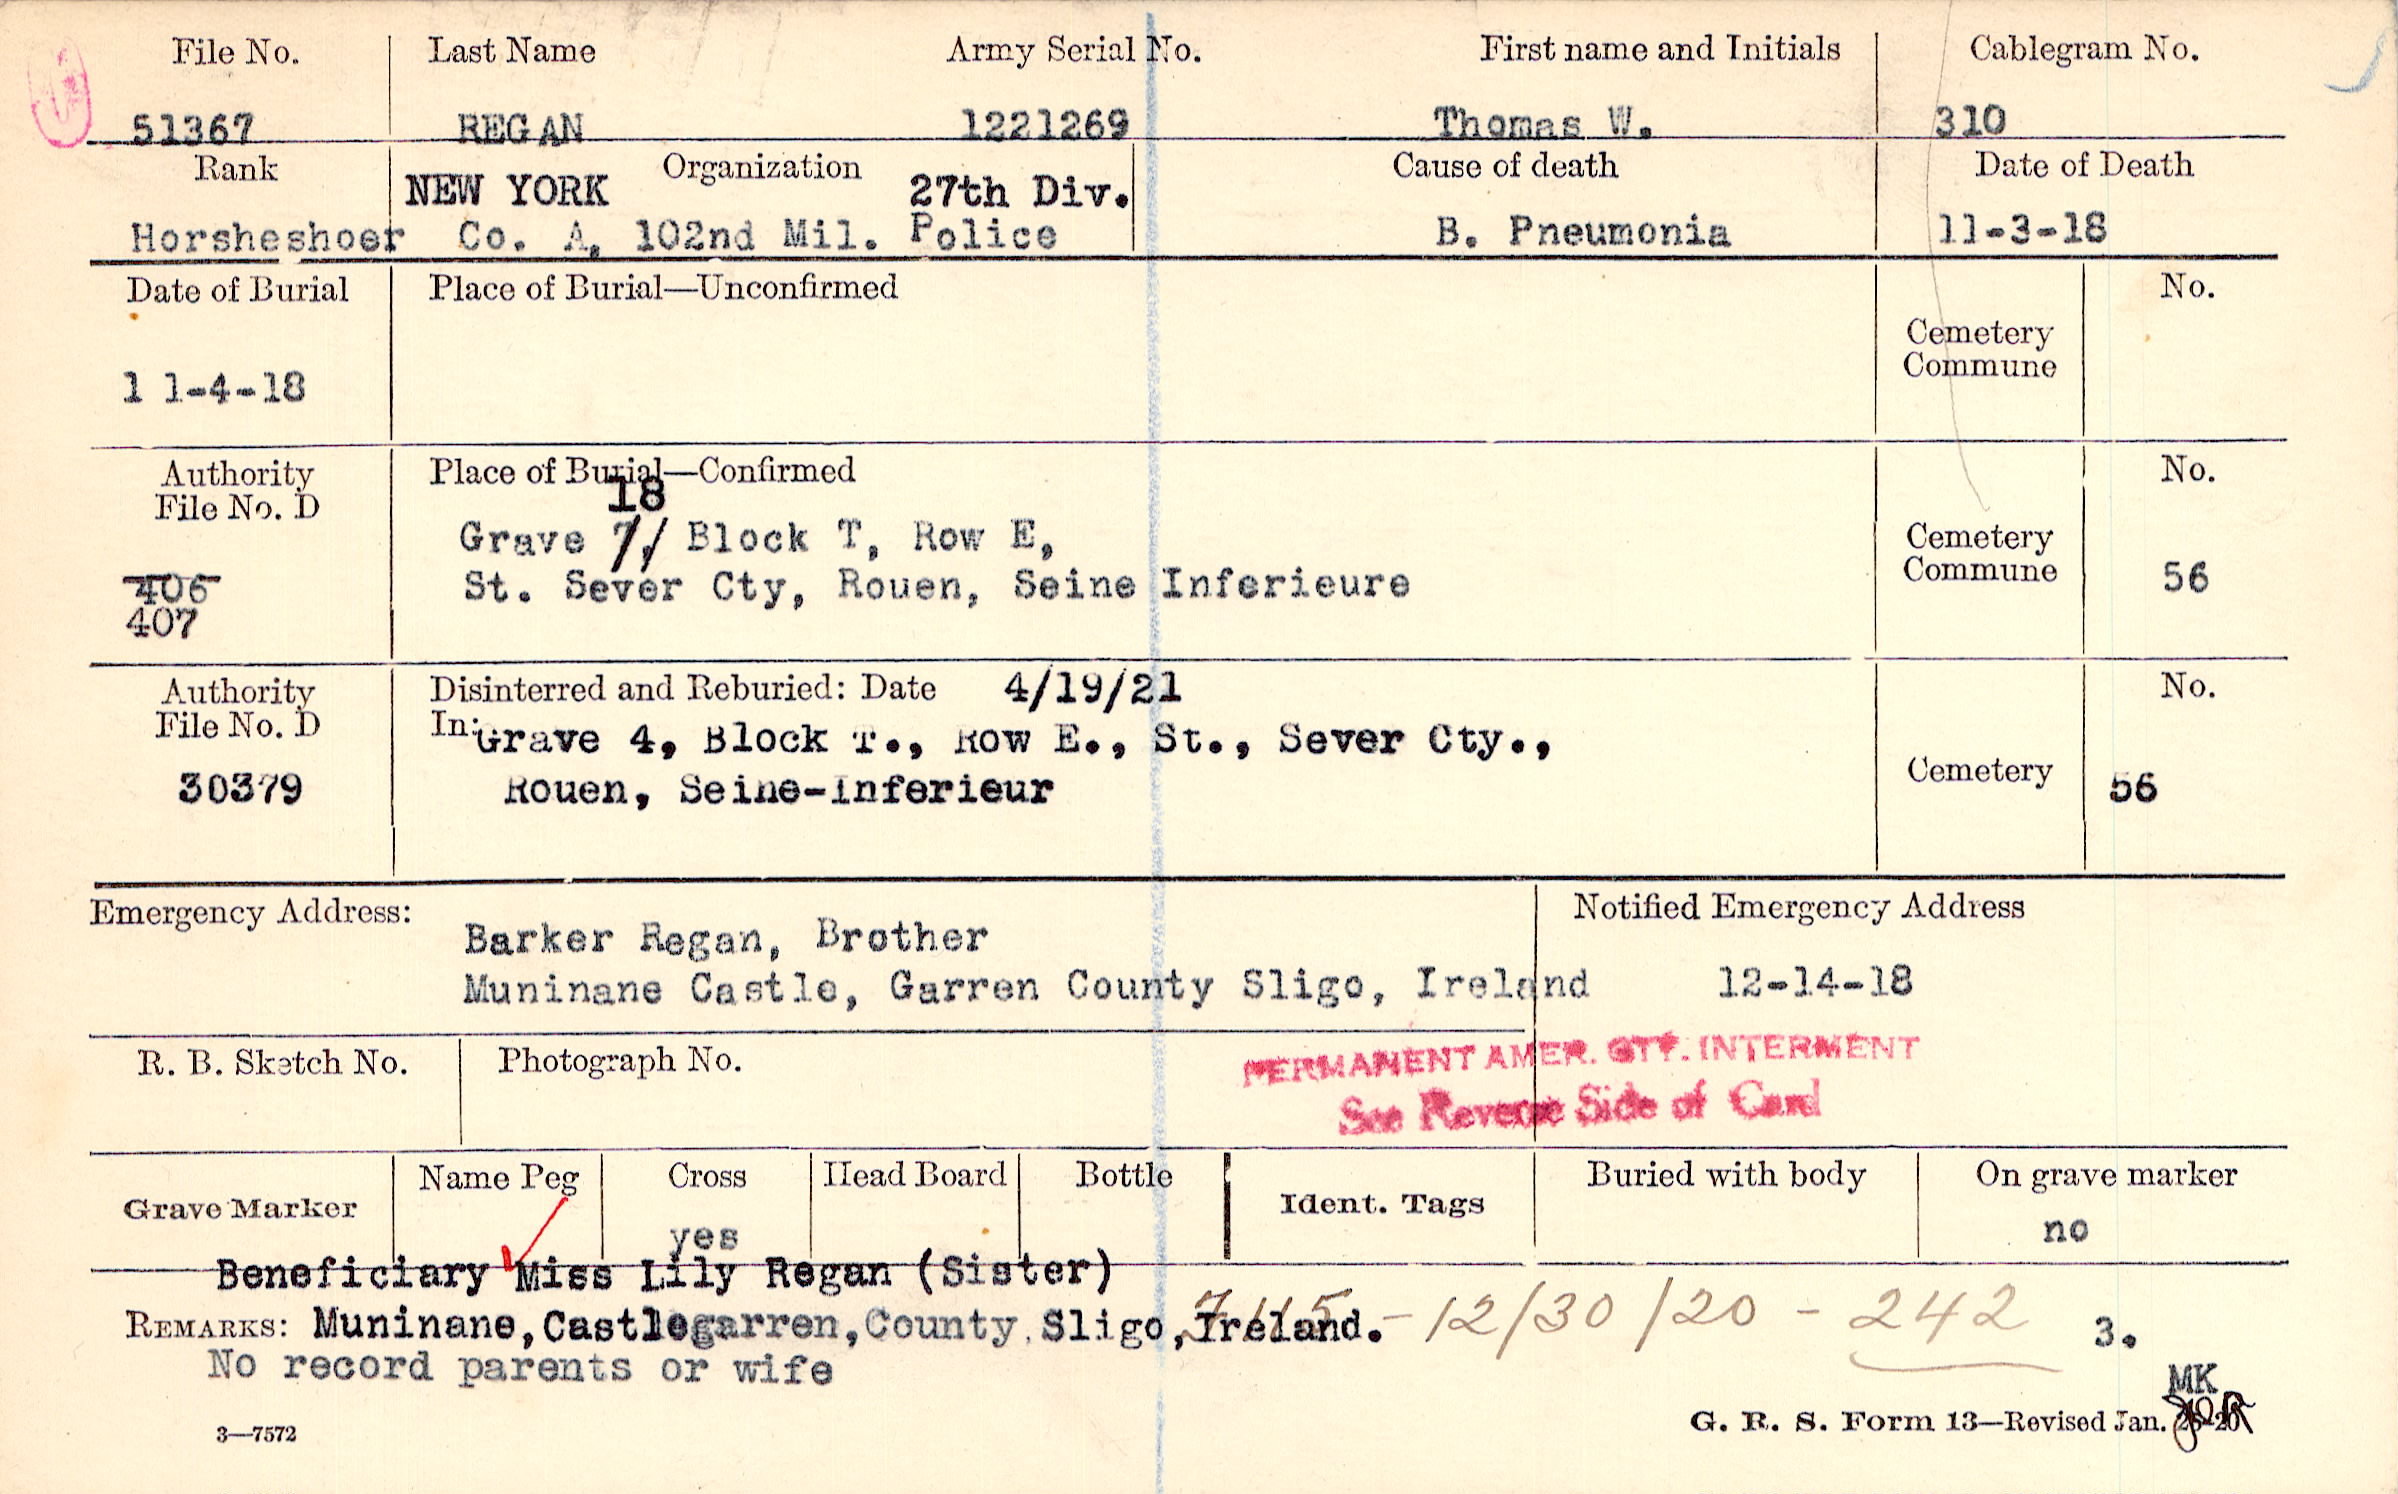 File No. Last Name Army Serial No. First name and Initials Cablegram No.
51367 REGAN 1221269 Thomas W. 310
Rank Organization Cause of death Date of Death
NEW YORK 27th Div.
Horsheshoer Co. A, 102nd Mil. Police B. Pneumonia 11-3-18
Date of Burial Place of Burial—Unconfirmed No.
Cemetery
Commune
1 1-4-18
Authority Place of Burial—Confirmed No.
File No. D
18
Grave 7, Block T, Row E, Cemetery
406 St. Sever Cty, Rouen, Seine Inferieure Commune 56
407
Authority Disinterred and Reburied: Date 4/19/21 No.
File No. D In: Grave 4, Block T., Row E., St., Sever Cty.,
30379 Rouen, Seine-Inferieur Cemetery 56
Emergency Address: Notified Emergency Address
Barker Regan, Brother
Muninane Castle, Garren County Sligo, Ireland 12-14-18
R. B. Sketch No. Photograph No. PERMANENT AMER. CTY. INTERMENT
See Reverse Side of Card
Name Peg Cross Head Board Bottle Buried with body On grave marker
Grave Marker Ident. Tags
yes no
Beneficiary Miss Lily Regan (Sister)
REMARKS: Muninane, Castlegarren, County Sligo, Ireland. - 12/30/20 - 242 3.
No record parents or wife
MK
3—7572 G. R. S. Form 13—Revised Jan.